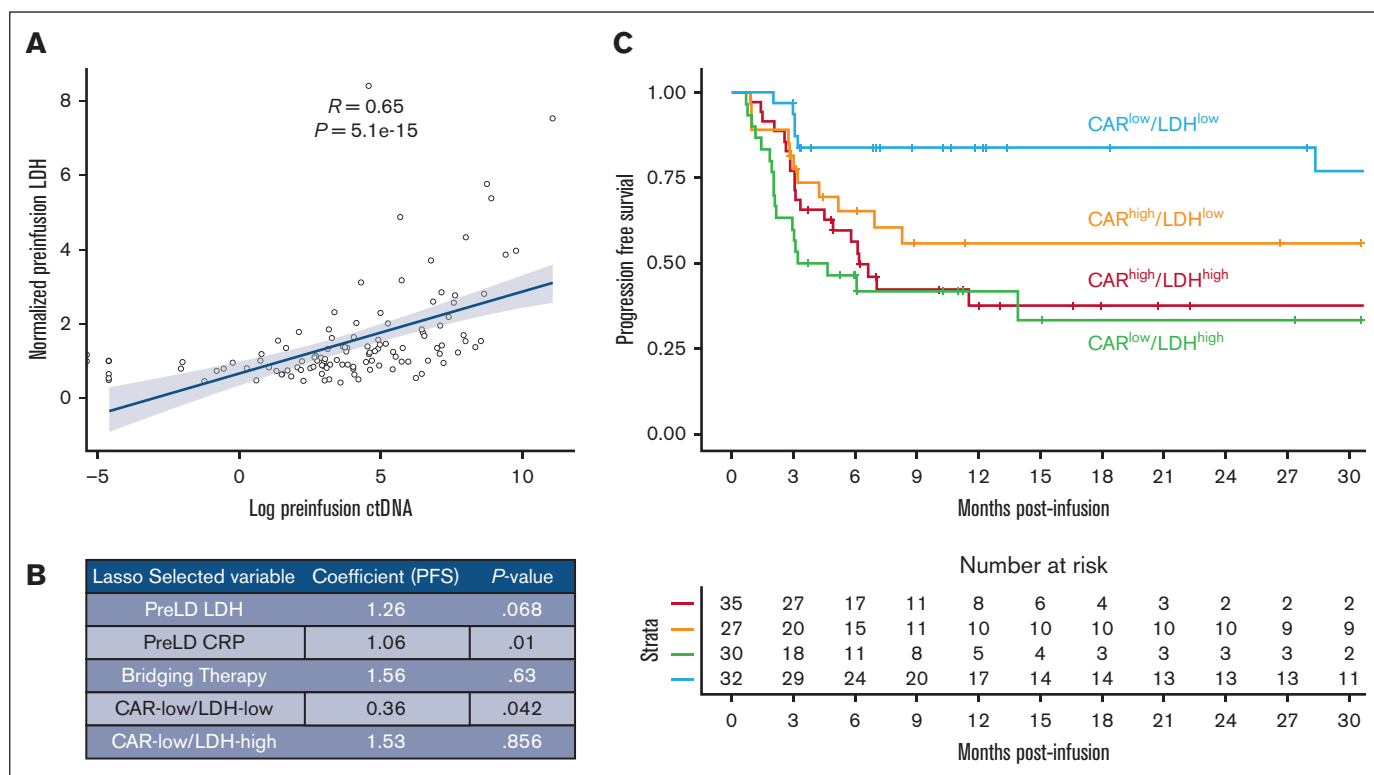 A
Normalized preinfusion LDH
8
6
4
2
0
R = 0.65
P = 5.1e-15
−5
0
5
10
Log preinfusion ctDNA
B
Lasso Selected variable Coefficient (PFS) P-value
PreLD LDH 1.26 .068
PreLD CRP 1.06 .01
Bridging Therapy 1.56 .63
CAR-low/LDH-low 0.36 .042
CAR-low/LDH-high 1.53 .856
C
Progression free survial
1.00
0.75
0.50
0.25
0.00
CARlow/LDHlow
CARhigh/LDHlow
CARhigh/LDHhigh
CARlow/LDHhigh
0 3 6 9 12 15 18 21 24 27 30
Months post-infusion
Number at risk
Strata
35 27 17 11 8 6 4 3 2 2 2
27 20 15 11 10 10 10 10 10 9 9
30 18 11 8 5 4 3 3 3 3 2
32 29 24 20 17 14 14 13 13 13 11
0 3 6 9 12 15 18 21 24 27 30
Months post-infusion